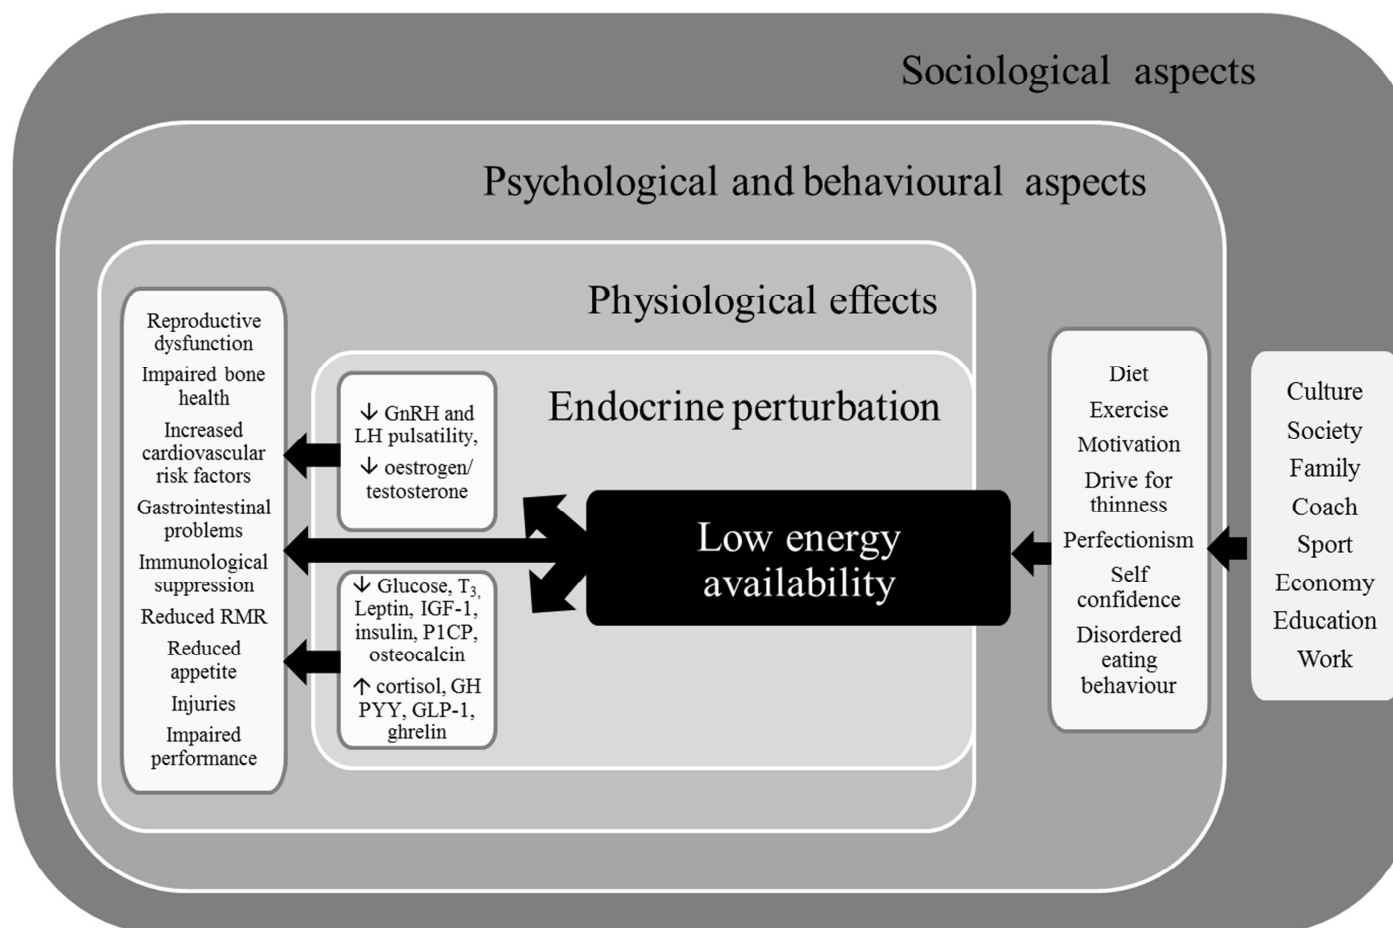 Sociological aspects
Psychological and behavioural aspects
Physiological effects
Endocrine perturbation
Reproductive
dysfunction
Impaired bone
health
Increased
cardiovascular
risk factors
Gastrointestinal
problems
Immunological
suppression
Reduced RMR
Reduced
appetite
Injuries
Impaired
performance
↓ GnRH and
LH pulsatility,
↓ oestrogen/
testosterone
↓ Glucose, T3,
Leptin, IGF-1,
insulin, P1CP,
osteocalcin
↑ cortisol, GH
PYY, GLP-1,
ghrelin
Low energy
availability
Diet
Exercise
Motivation
Drive for
thinness
Perfectionism
Self
confidence
Disordered
eating
behaviour
Culture
Society
Family
Coach
Sport
Economy
Education
Work